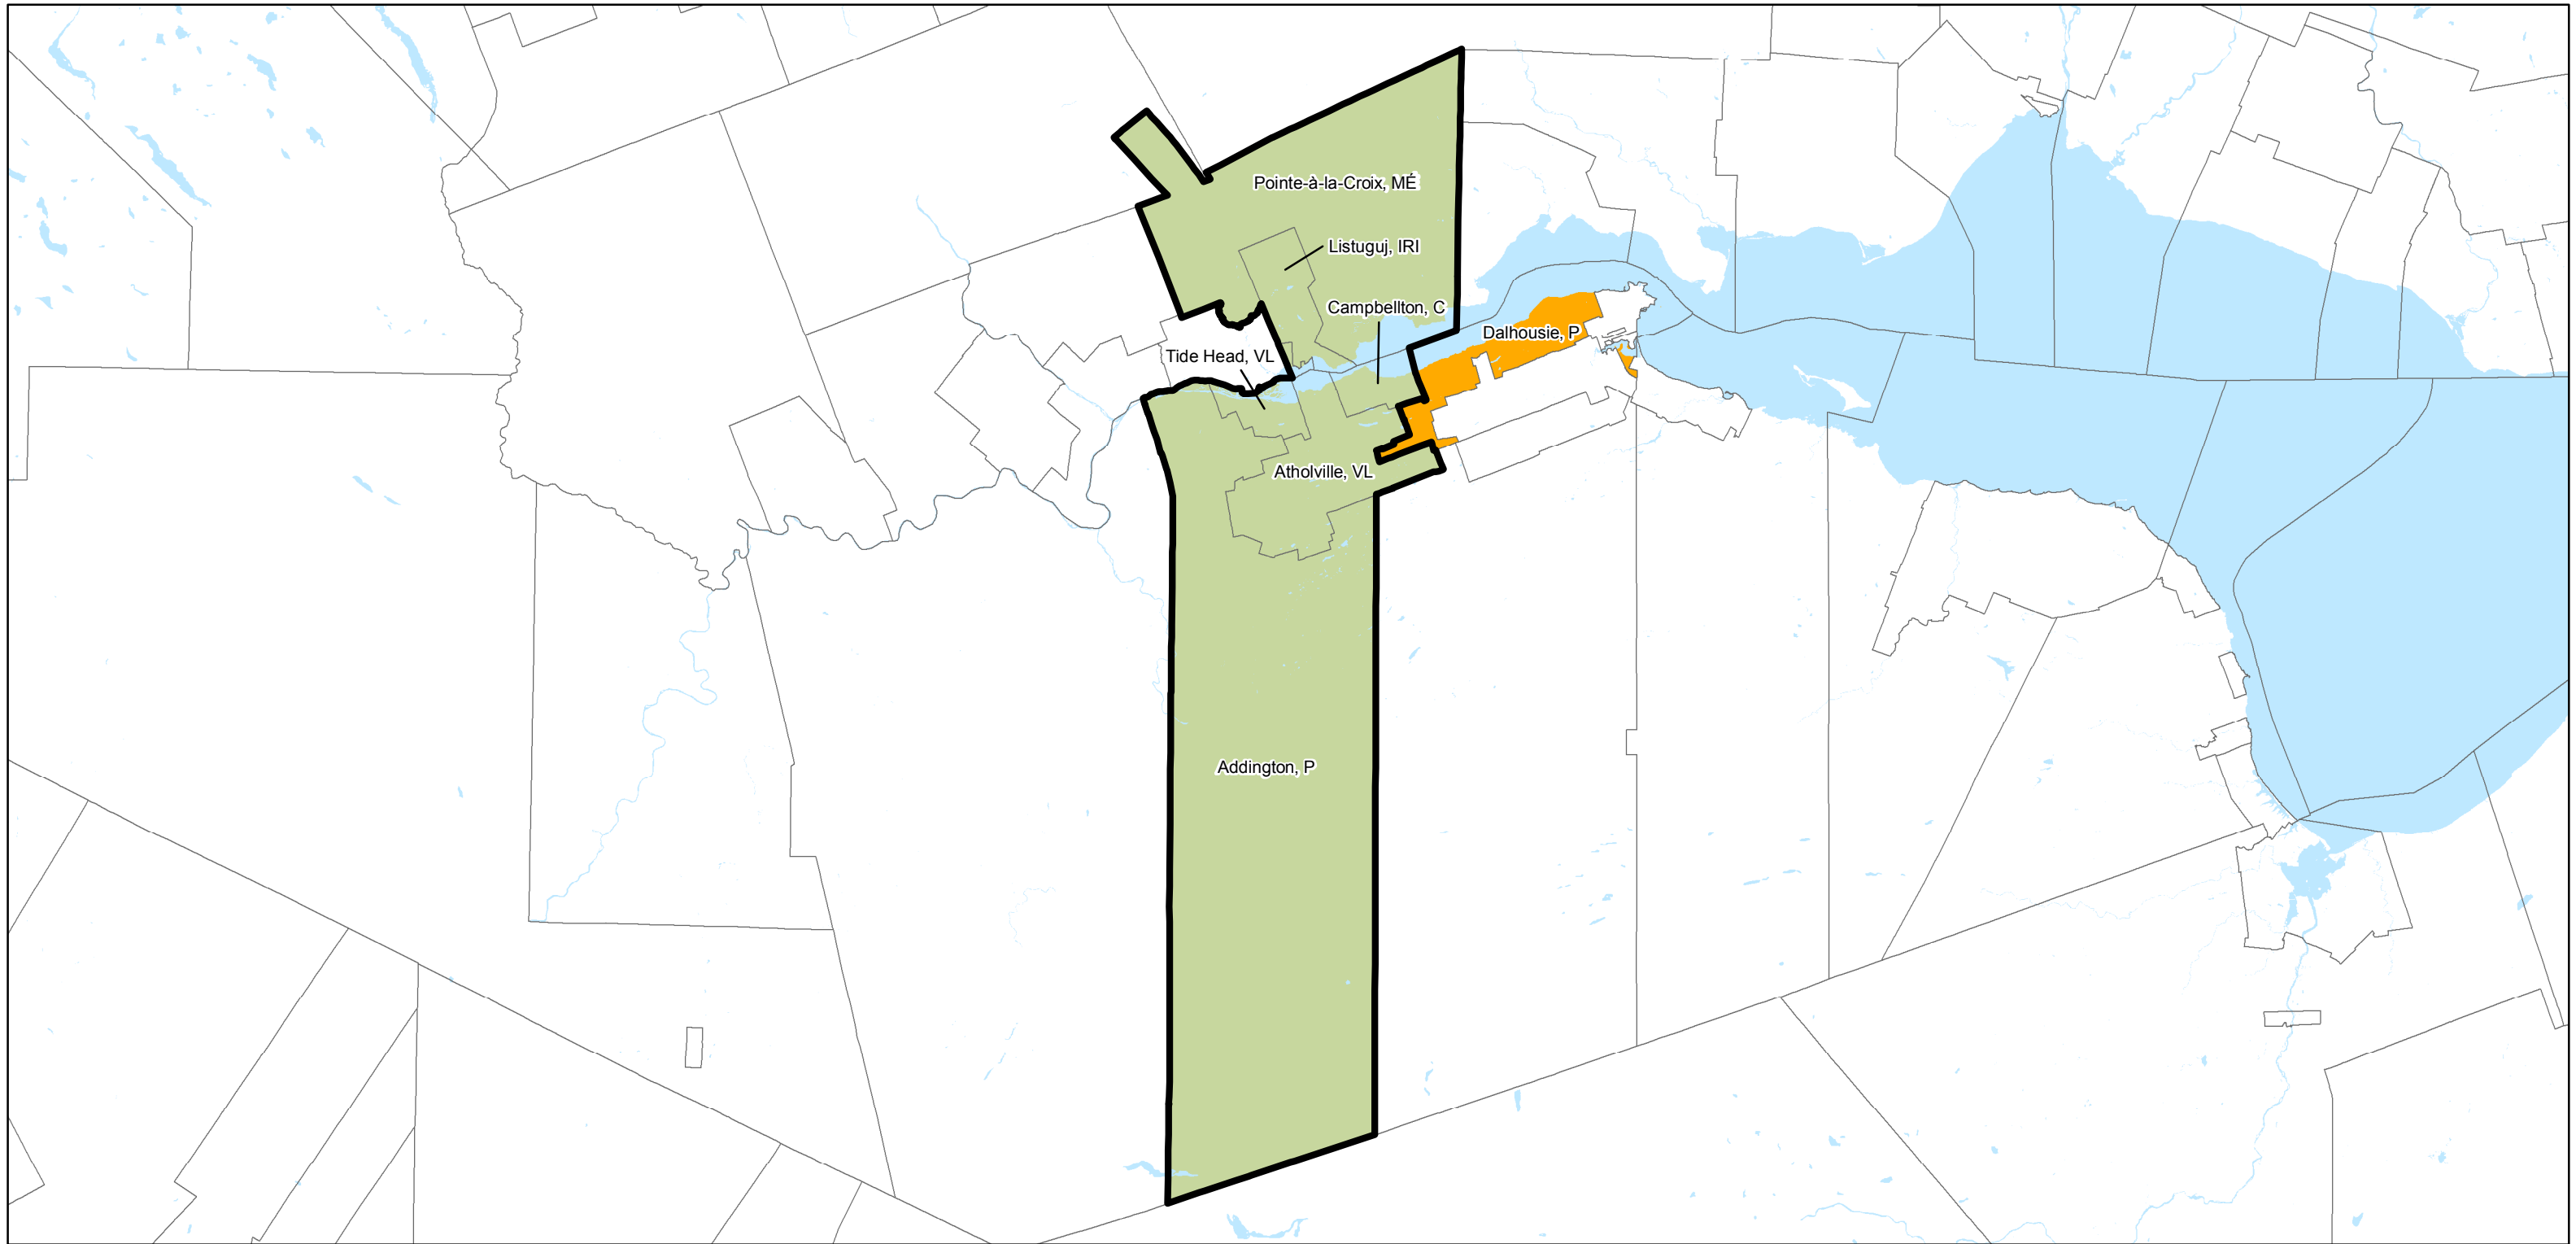 Pointe-à-la-Croix, MÉ
Listuguj, IRI
Campbellton, C
Dalhousie, P
Tide Head, VL
Atholville, VL
Addington, P